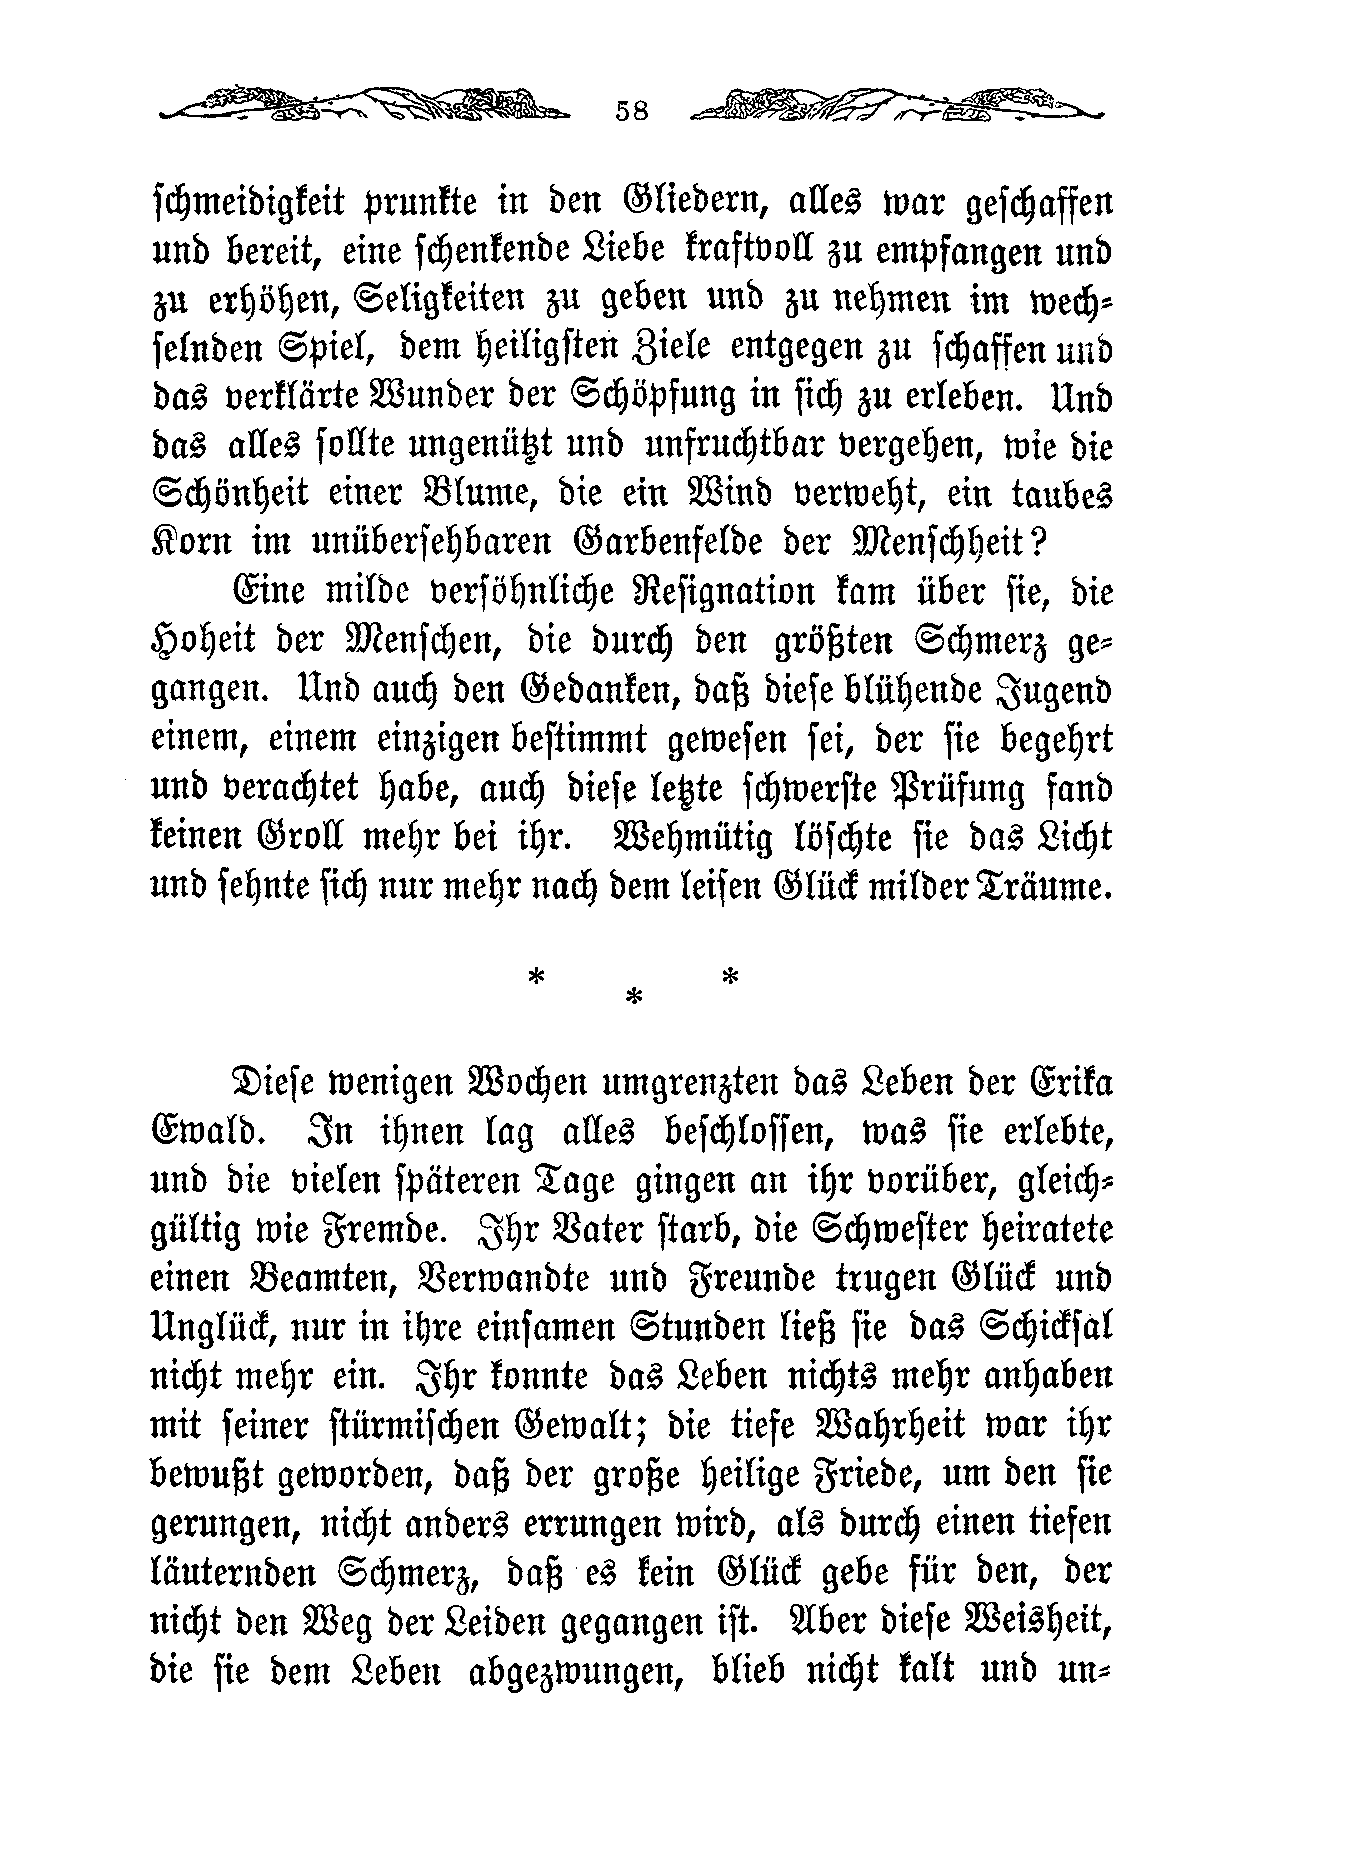 58
schmeidigkeit prunkte in den Gliedern, alles war geschaffen
und bereit, eine schenkende Liebe kraftvoll zu empfangen und
zu erhöhen, Seligkeiten zu geben und zu nehmen im wech⸗
selnden Spiel, dem heiligsten Ziele entgegen zu schaffen und
das verklärte Wunder der Schöpfung in sich zu erleben. Und
das alles sollte ungenützt und unfruchtbar vergehen, wie die
Schönheit einer Blume, die ein Wind verweht, ein taubes
Korn im unübersehbaren Garbenfelde der Menschheit?
Eine milde versöhnliche Resignation kam über sie, die
Hoheit der Menschen, die durch den größten Schmerz ge⸗
gangen. Und auch den Gedanken, daß diese blühende Jugend
einem, einem einzigen bestimmt gewesen sei, der sie begehrt
und verachtet habe, auch diese letzte schwerste Prüfung fand
keinen Groll mehr bei ihr. Wehmütig löschte sie das Licht
und sehnte sich nur mehr nach dem leisen Glück milder Träume.
* * *
Diese wenigen Wochen umgrenzten das Leben der Erika
Ewald. In ihnen lag alles beschlossen, was sie erlebte,
und die vielen späteren Tage gingen an ihr vorüber, gleich⸗
gültig wie Fremde. Ihr Vater starb, die Schwester heiratete
einen Beamten, Verwandte und Freunde trugen Glück und
Unglück, nur in ihre einsamen Stunden ließ sie das Schicksal
nicht mehr ein. Ihr konnte das Leben nichts mehr anhaben
mit seiner stürmischen Gewalt; die tiefe Wahrheit war ihr
bewußt geworden, daß der große heilige Friede, um den sie
gerungen, nicht anders errungen wird, als durch einen tiefen
läuternden Schmerz, daß es kein Glück gebe für den, der
nicht den Weg der Leiden gegangen ist. Aber diese Weisheit,
die sie dem Leben abgezwungen, blieb nicht kalt und un⸗